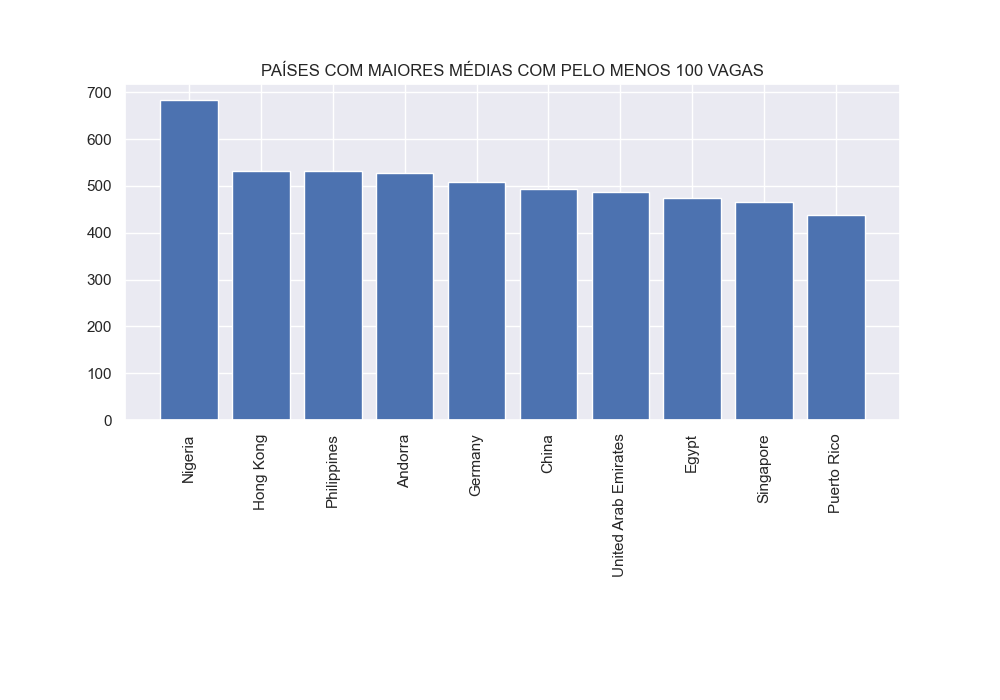 PAÍSES COM MAIORES MÉDIAS COM PELO MENOS 100 VAGAS
700
600
500
400
300
200
100
0
Nigeria
Hong Kong
Philippines
Andorra
Germany
China
United Arab Emirates
Egypt
Singapore
Puerto Rico